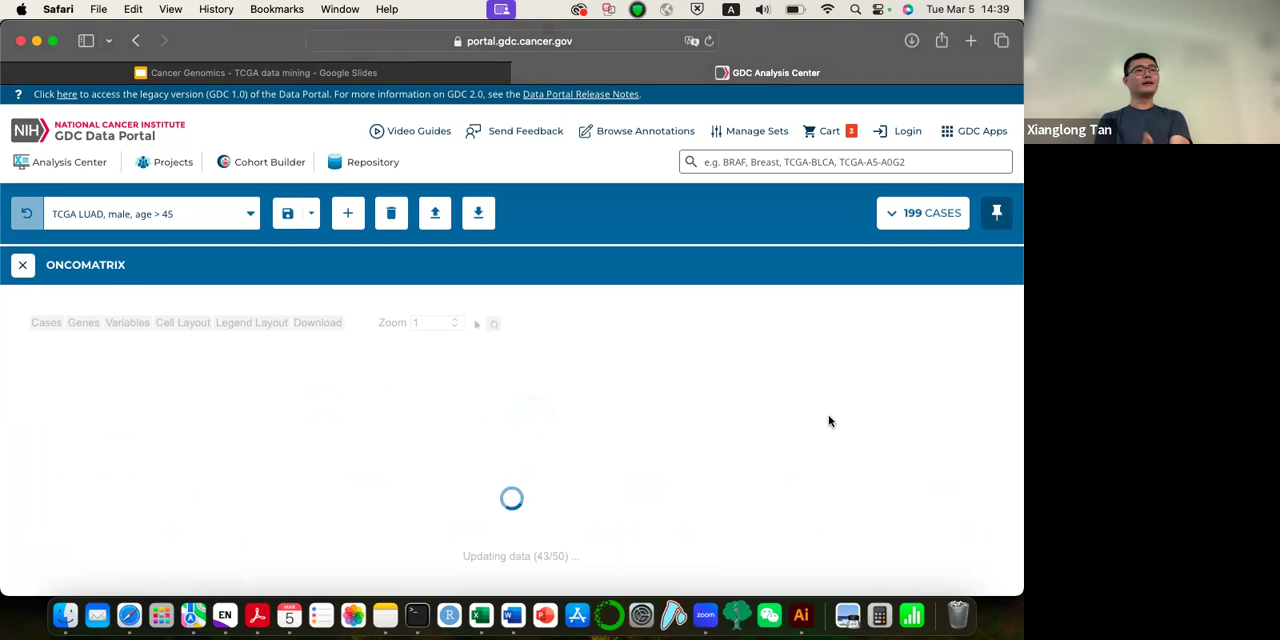 Safari File Edit View History Bookmarks Window Help A Tue Mar 5 14:39
portal.gdc.cancer.gov
Cancer Genomics - TCGA data mining - Google Slides GDC Analysis Center
? Click here to access the legacy version (GDC 1.0) of the Data Portal. For more information on GDC 2.0, see the Data Portal Release Notes.
NIH NATIONAL CANCER INSTITUTE
GDC Data Portal
Video Guides Send Feedback Browse Annotations Manage Sets Cart 3 Login GDC Apps
Xianglong Tan
Analysis Center Projects Cohort Builder Repository e.g. BRAF, Breast, TCGA-BLCA, TCGA-A5-A0G2
TCGA LUAD, male, age > 45 199 CASES
ONCOMATRIX
Cases Genes Variables Cell Layout Legend Layout Download Zoom 1
Updating data (43/50) ...
EN MAR 5 R X W P zoom Ai